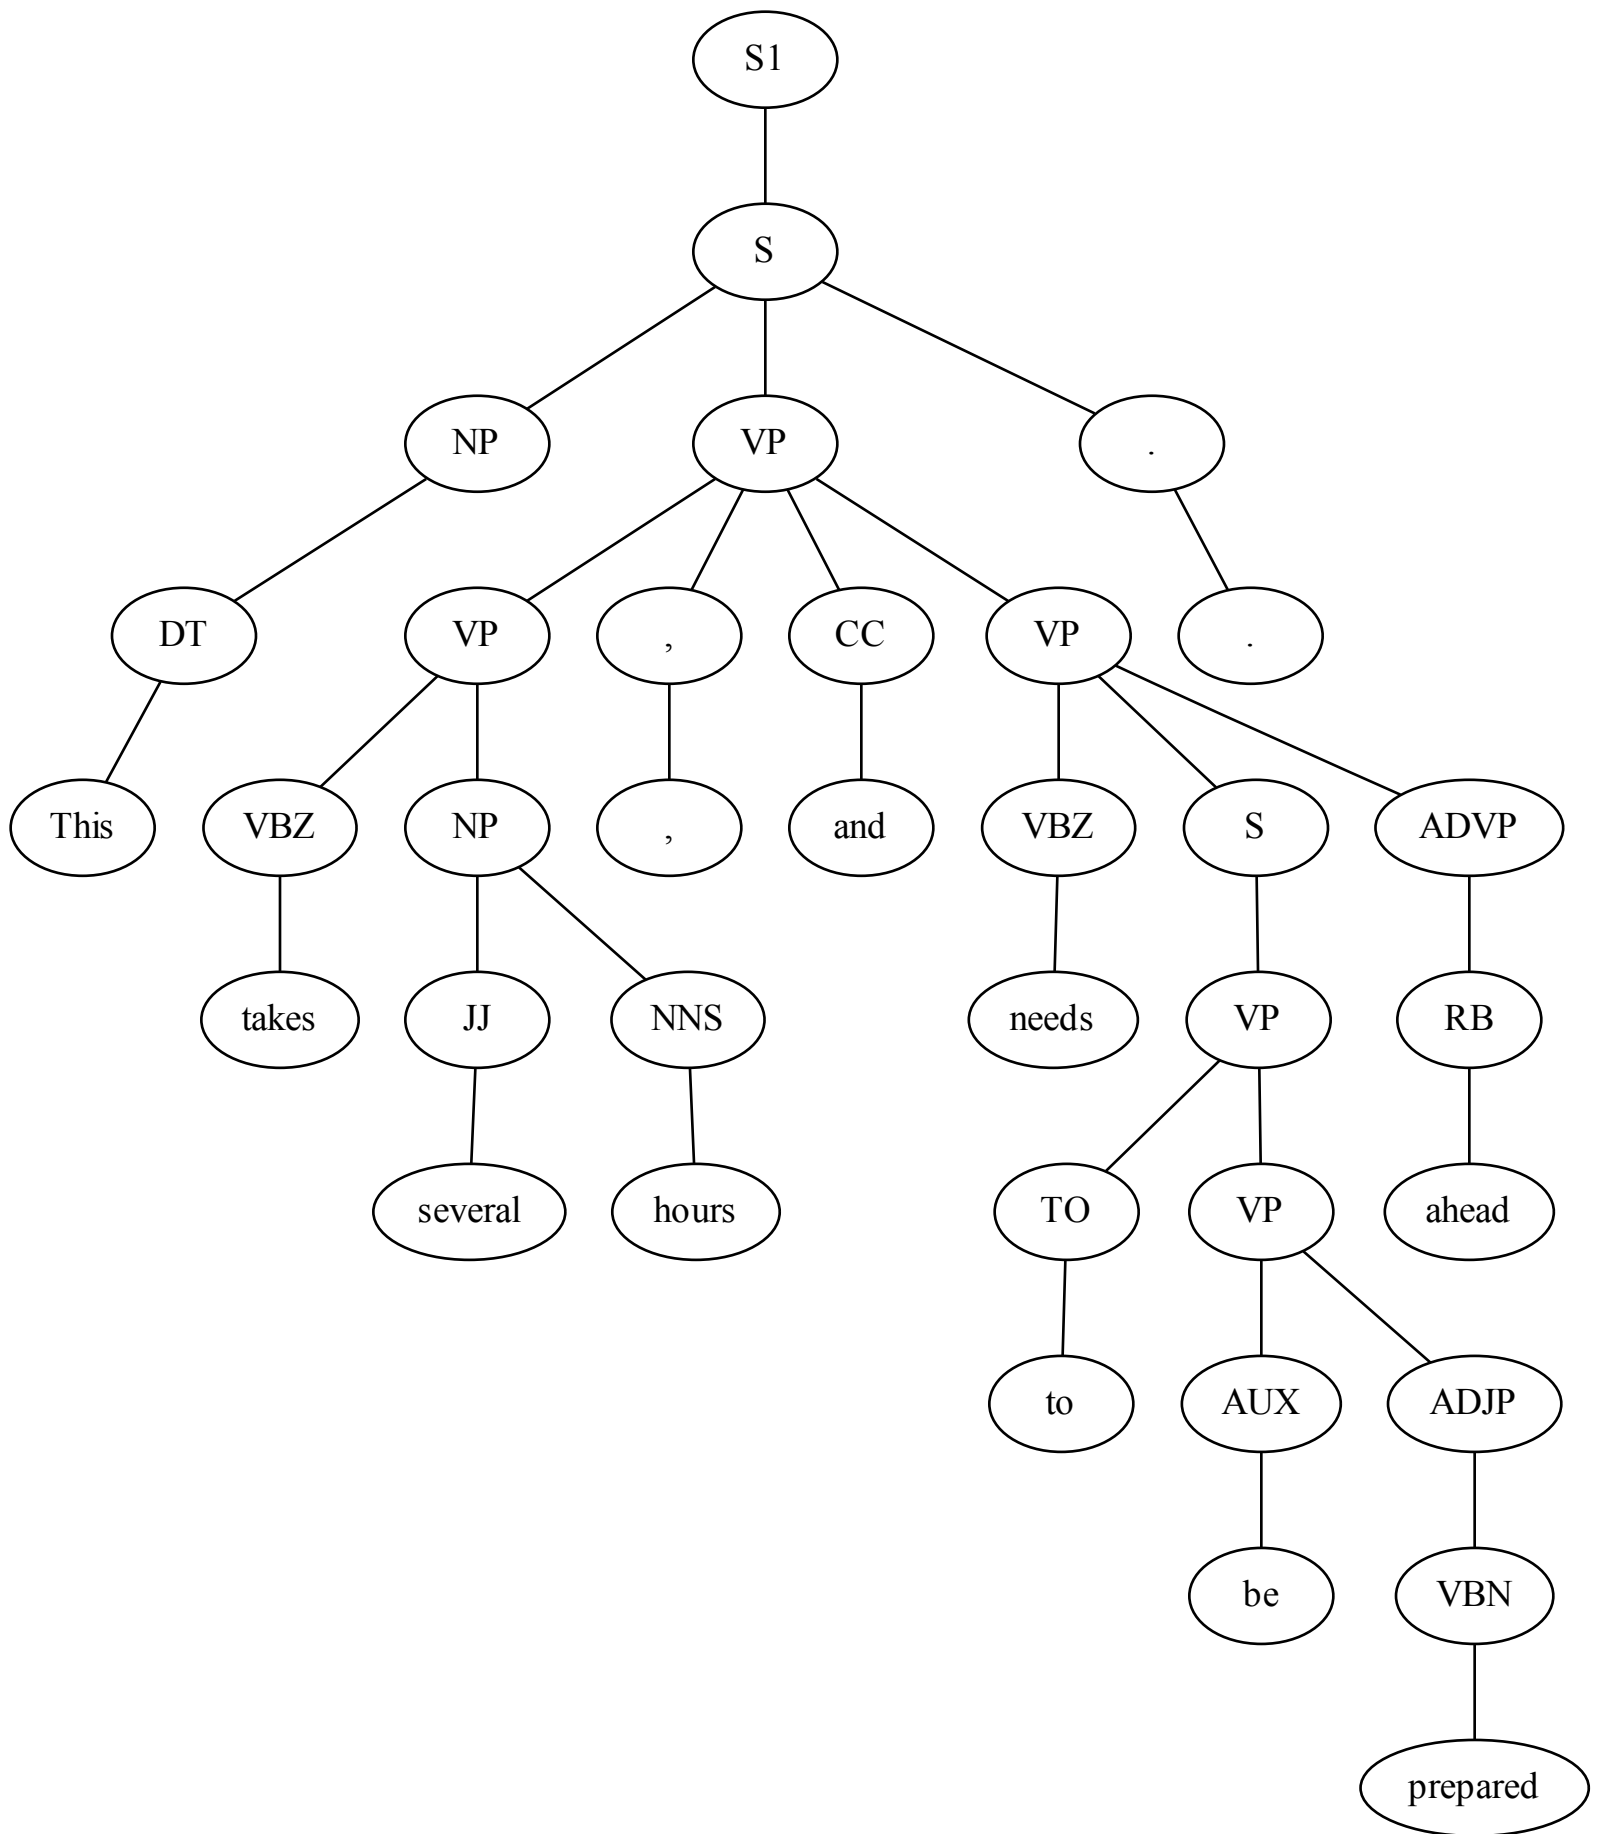 S1
S
NP VP .
DT VP , CC VP .
This VBZ NP , and VBZ S ADVP
takes JJ NNS needs VP RB
several hours TO VP ahead
to AUX ADJP
be VBN
prepared